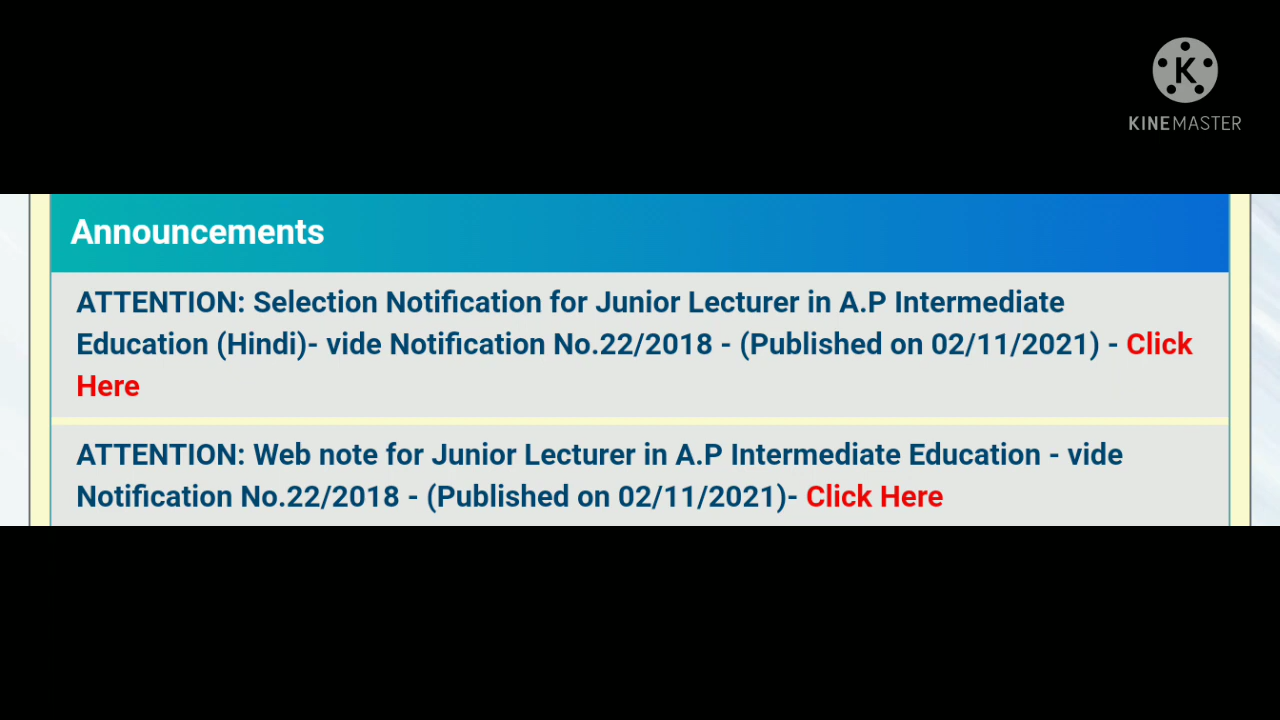 K
KINEMASTER
Announcements
ATTENTION: Selection Notification for Junior Lecturer in A.P Intermediate
Education (Hindi)- vide Notification No.22/2018 - (Published on 02/11/2021) - Click
Here
ATTENTION: Web note for Junior Lecturer in A.P Intermediate Education - vide
Notification No.22/2018 - (Published on 02/11/2021)- Click Here